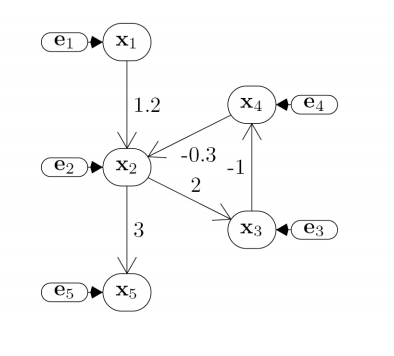 e₁ x₁
x₄ e₄
1.2
-0.3
e₂ x₂
-1
2
3
x₃ e₃
e₅ x₅